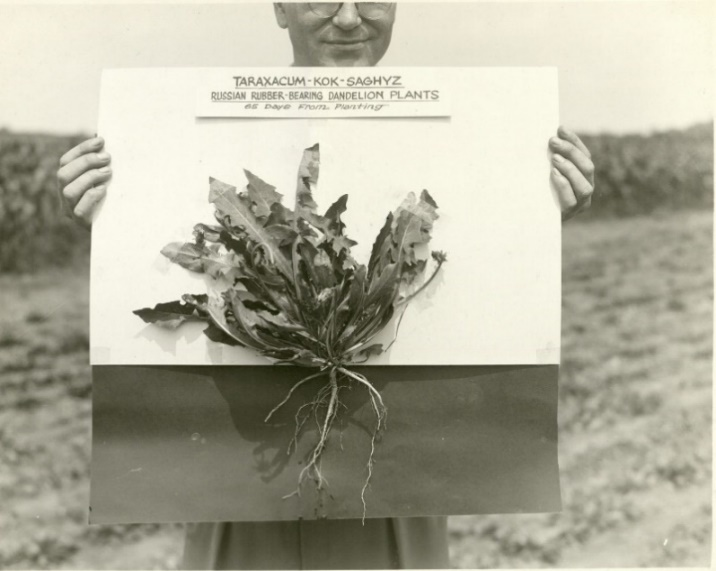 TARAXACUM-KOK-SAGHYZ
RUSSIAN RUBBER-BEARING DANDELION PLANTS
65 Days From Planting